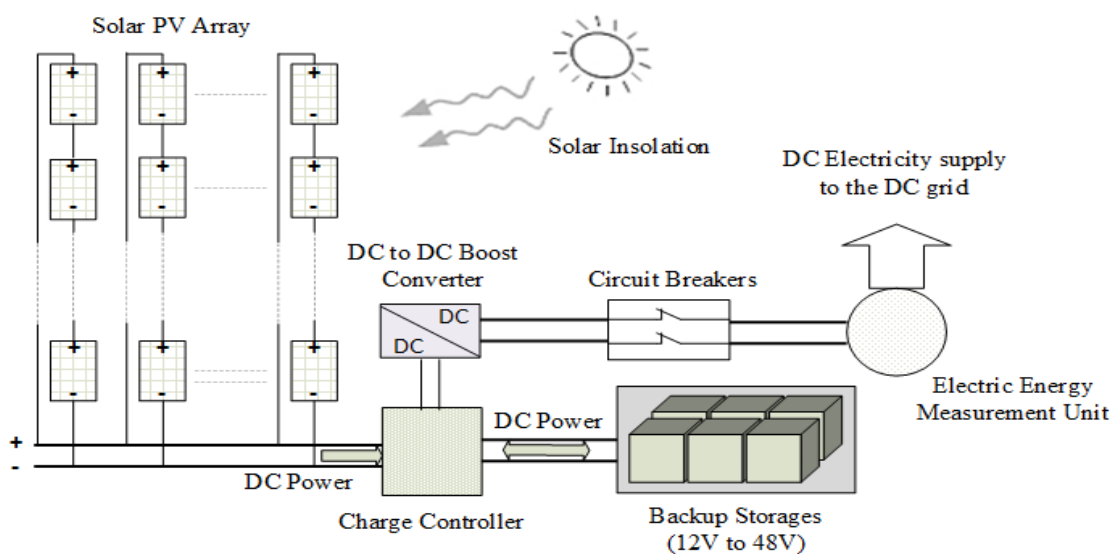 Solar PV Array
+
+
+
-
-
-
Solar Insolation
+
+
+
-
-
-
DC Electricity supply
to the DC grid
DC to DC Boost
Converter
Circuit Breakers
DC
DC
+
+
+
-
-
-
Electric Energy
Measurement Unit
DC Power
+
-
DC Power
Charge Controller
Backup Storages
(12V to 48V)